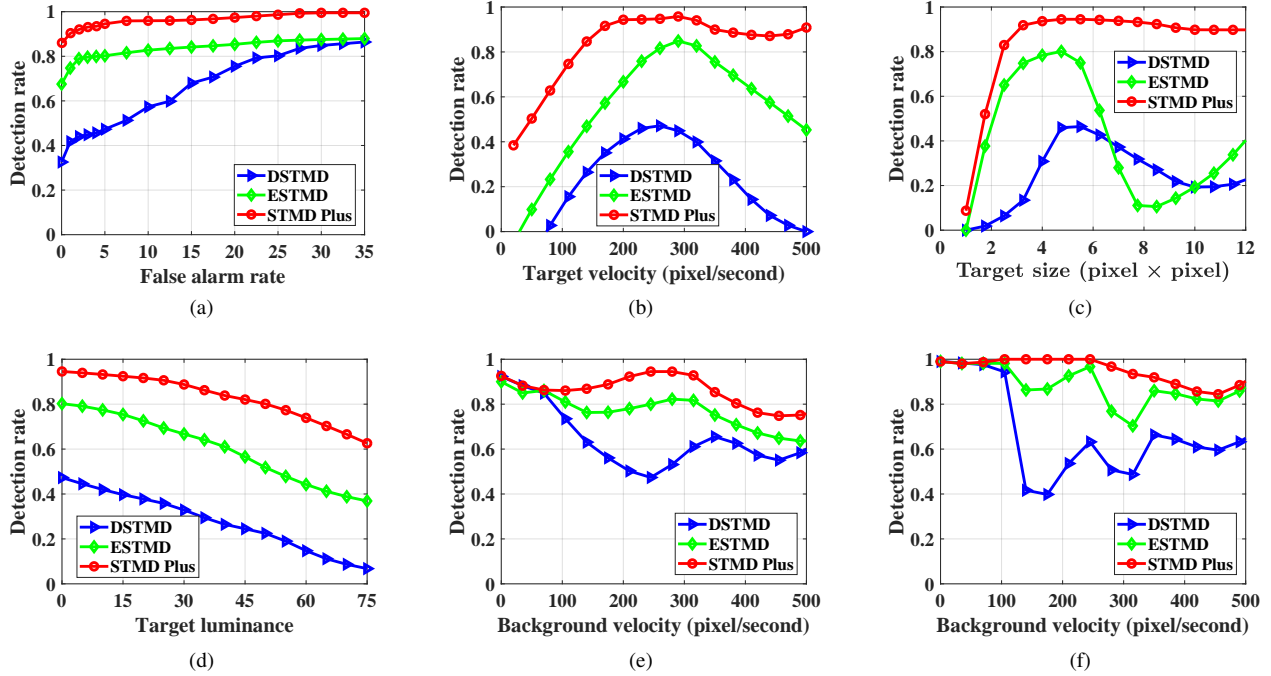 1
0.8
0.6
0.4
0.2
0
Detection rate
DSTMD
ESTMD
STMD Plus
0 5 10 15 20 25 30 35
False alarm rate
(a)
1
0.8
0.6
0.4
0.2
0
Detection rate
DSTMD
ESTMD
STMD Plus
0 100 200 300 400 500
Target velocity (pixel/second)
(b)
1
0.8
0.6
0.4
0.2
0
Detection rate
DSTMD
ESTMD
STMD Plus
0 2 4 6 8 10 12
Target size (pixel × pixel)
(c)
1
0.8
0.6
0.4
0.2
0
Detection rate
DSTMD
ESTMD
STMD Plus
0 15 30 45 60 75
Target luminance
(d)
1
0.8
0.6
0.4
0.2
0
Detection rate
DSTMD
ESTMD
STMD Plus
0 100 200 300 400 500
Background velocity (pixel/second)
(e)
1
0.8
0.6
0.4
0.2
0
Detection rate
DSTMD
ESTMD
STMD Plus
0 100 200 300 400 500
Background velocity (pixel/second)
(f)